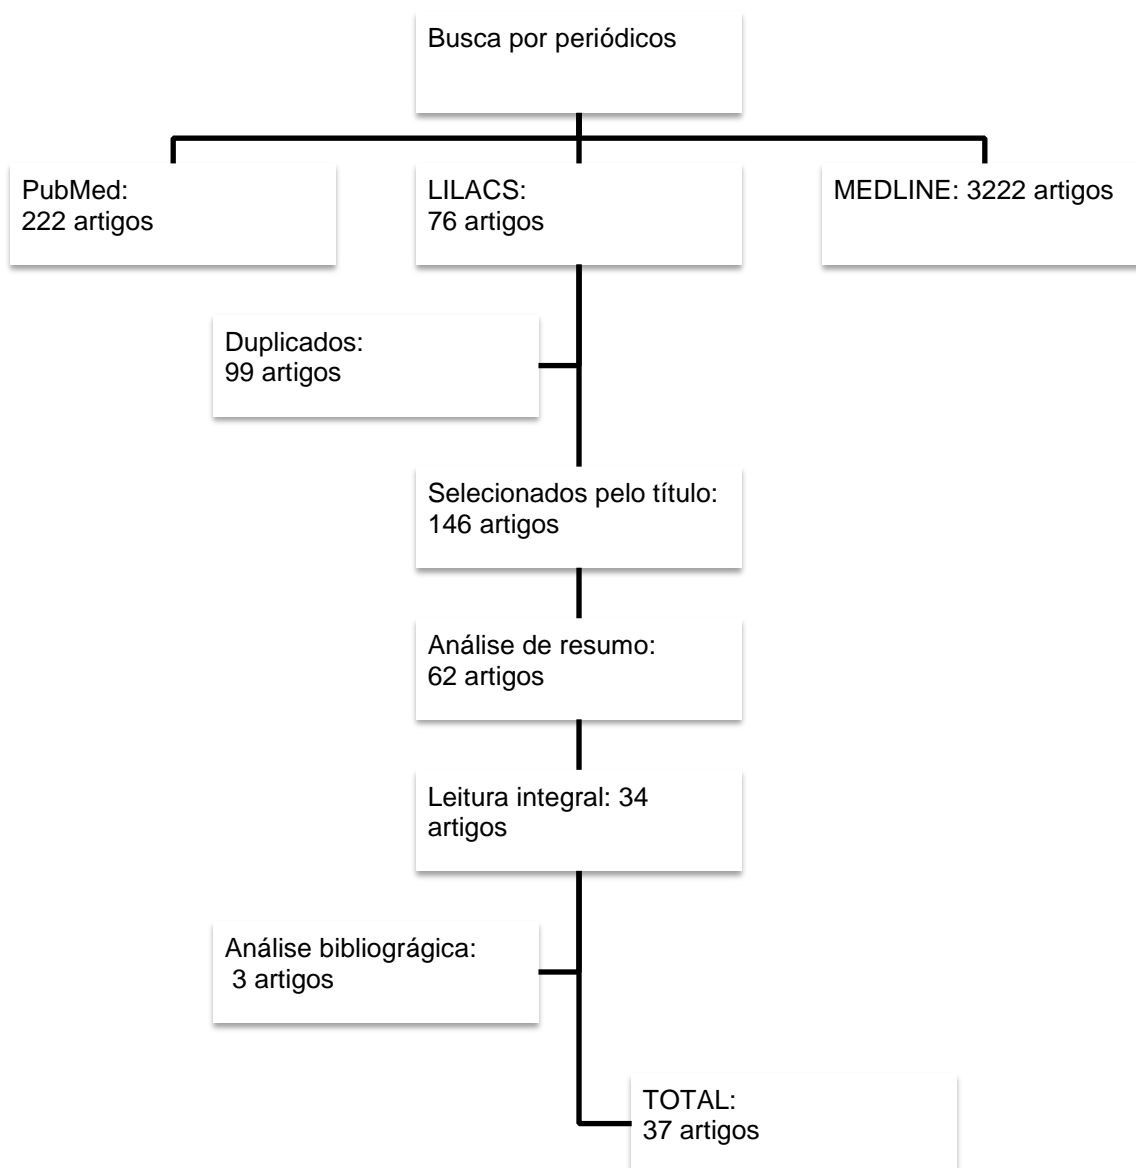 Busca por periódicos
PubMed:
222 artigos
LILACS:
76 artigos
MEDLINE: 3222 artigos
Duplicados:
99 artigos
Selecionados pelo título:
146 artigos
Análise de resumo:
62 artigos
Leitura integral: 34
artigos
Análise bibliográgica:
3 artigos
TOTAL:
37 artigos